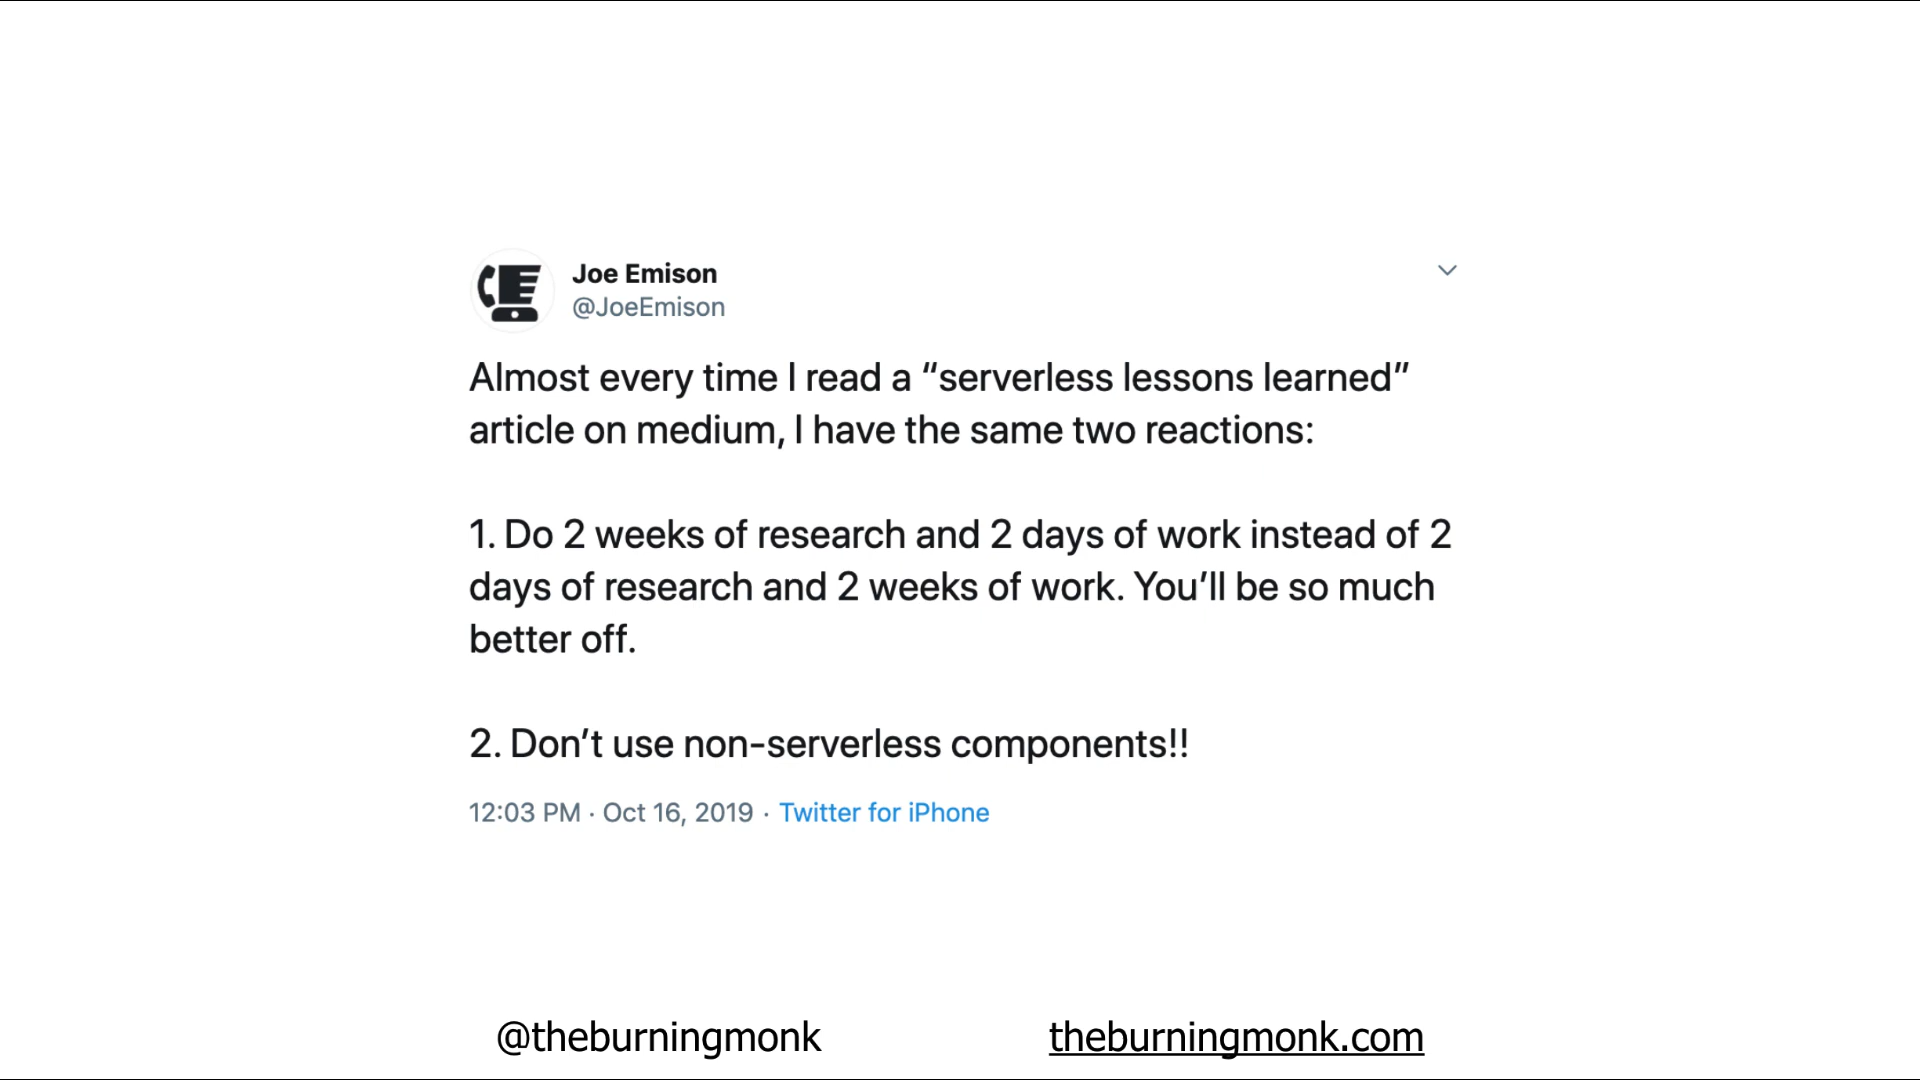 Joe Emison
@JoeEmison
Almost every time I read a “serverless lessons learned”
article on medium, I have the same two reactions:
1. Do 2 weeks of research and 2 days of work instead of 2
days of research and 2 weeks of work. You’ll be so much
better off.
2. Don’t use non-serverless components!!
12:03 PM · Oct 16, 2019 · Twitter for iPhone
@theburningmonk
theburningmonk.com